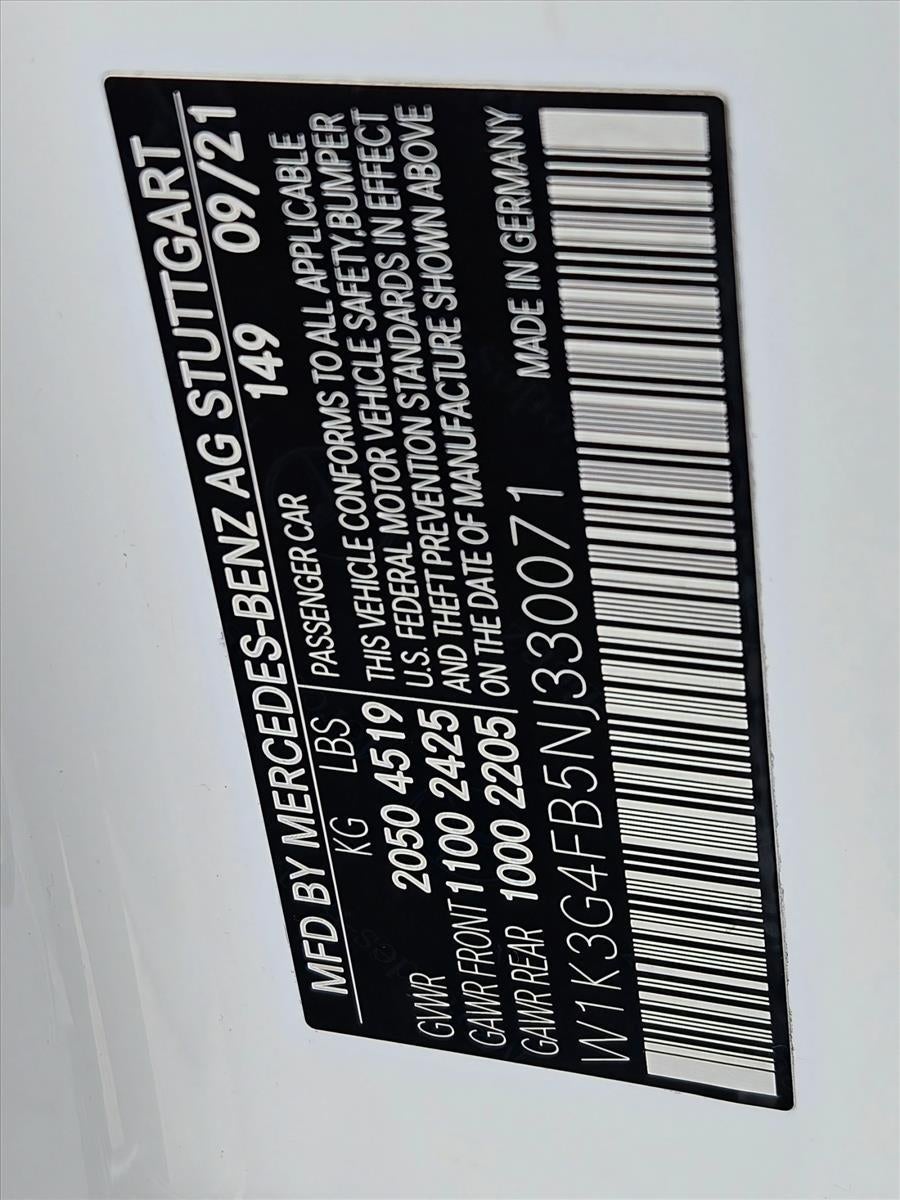 MFD BY MERCEDES-BENZ AG STUTTGART
149 09/21
KG LBS
GVWR 2050 4519
GAWR FRONT 1100 2425
GAWR REAR 1000 2205
PASSENGER CAR
THIS VEHICLE CONFORMS TO ALL APPLICABLE
U.S. FEDERAL MOTOR VEHICLE SAFETY,BUMPER
AND THEFT PREVENTION STANDARDS IN EFFECT
ON THE DATE OF MANUFACTURE SHOWN ABOVE
W1K3G4FB5NJ330071
MADE IN GERMANY